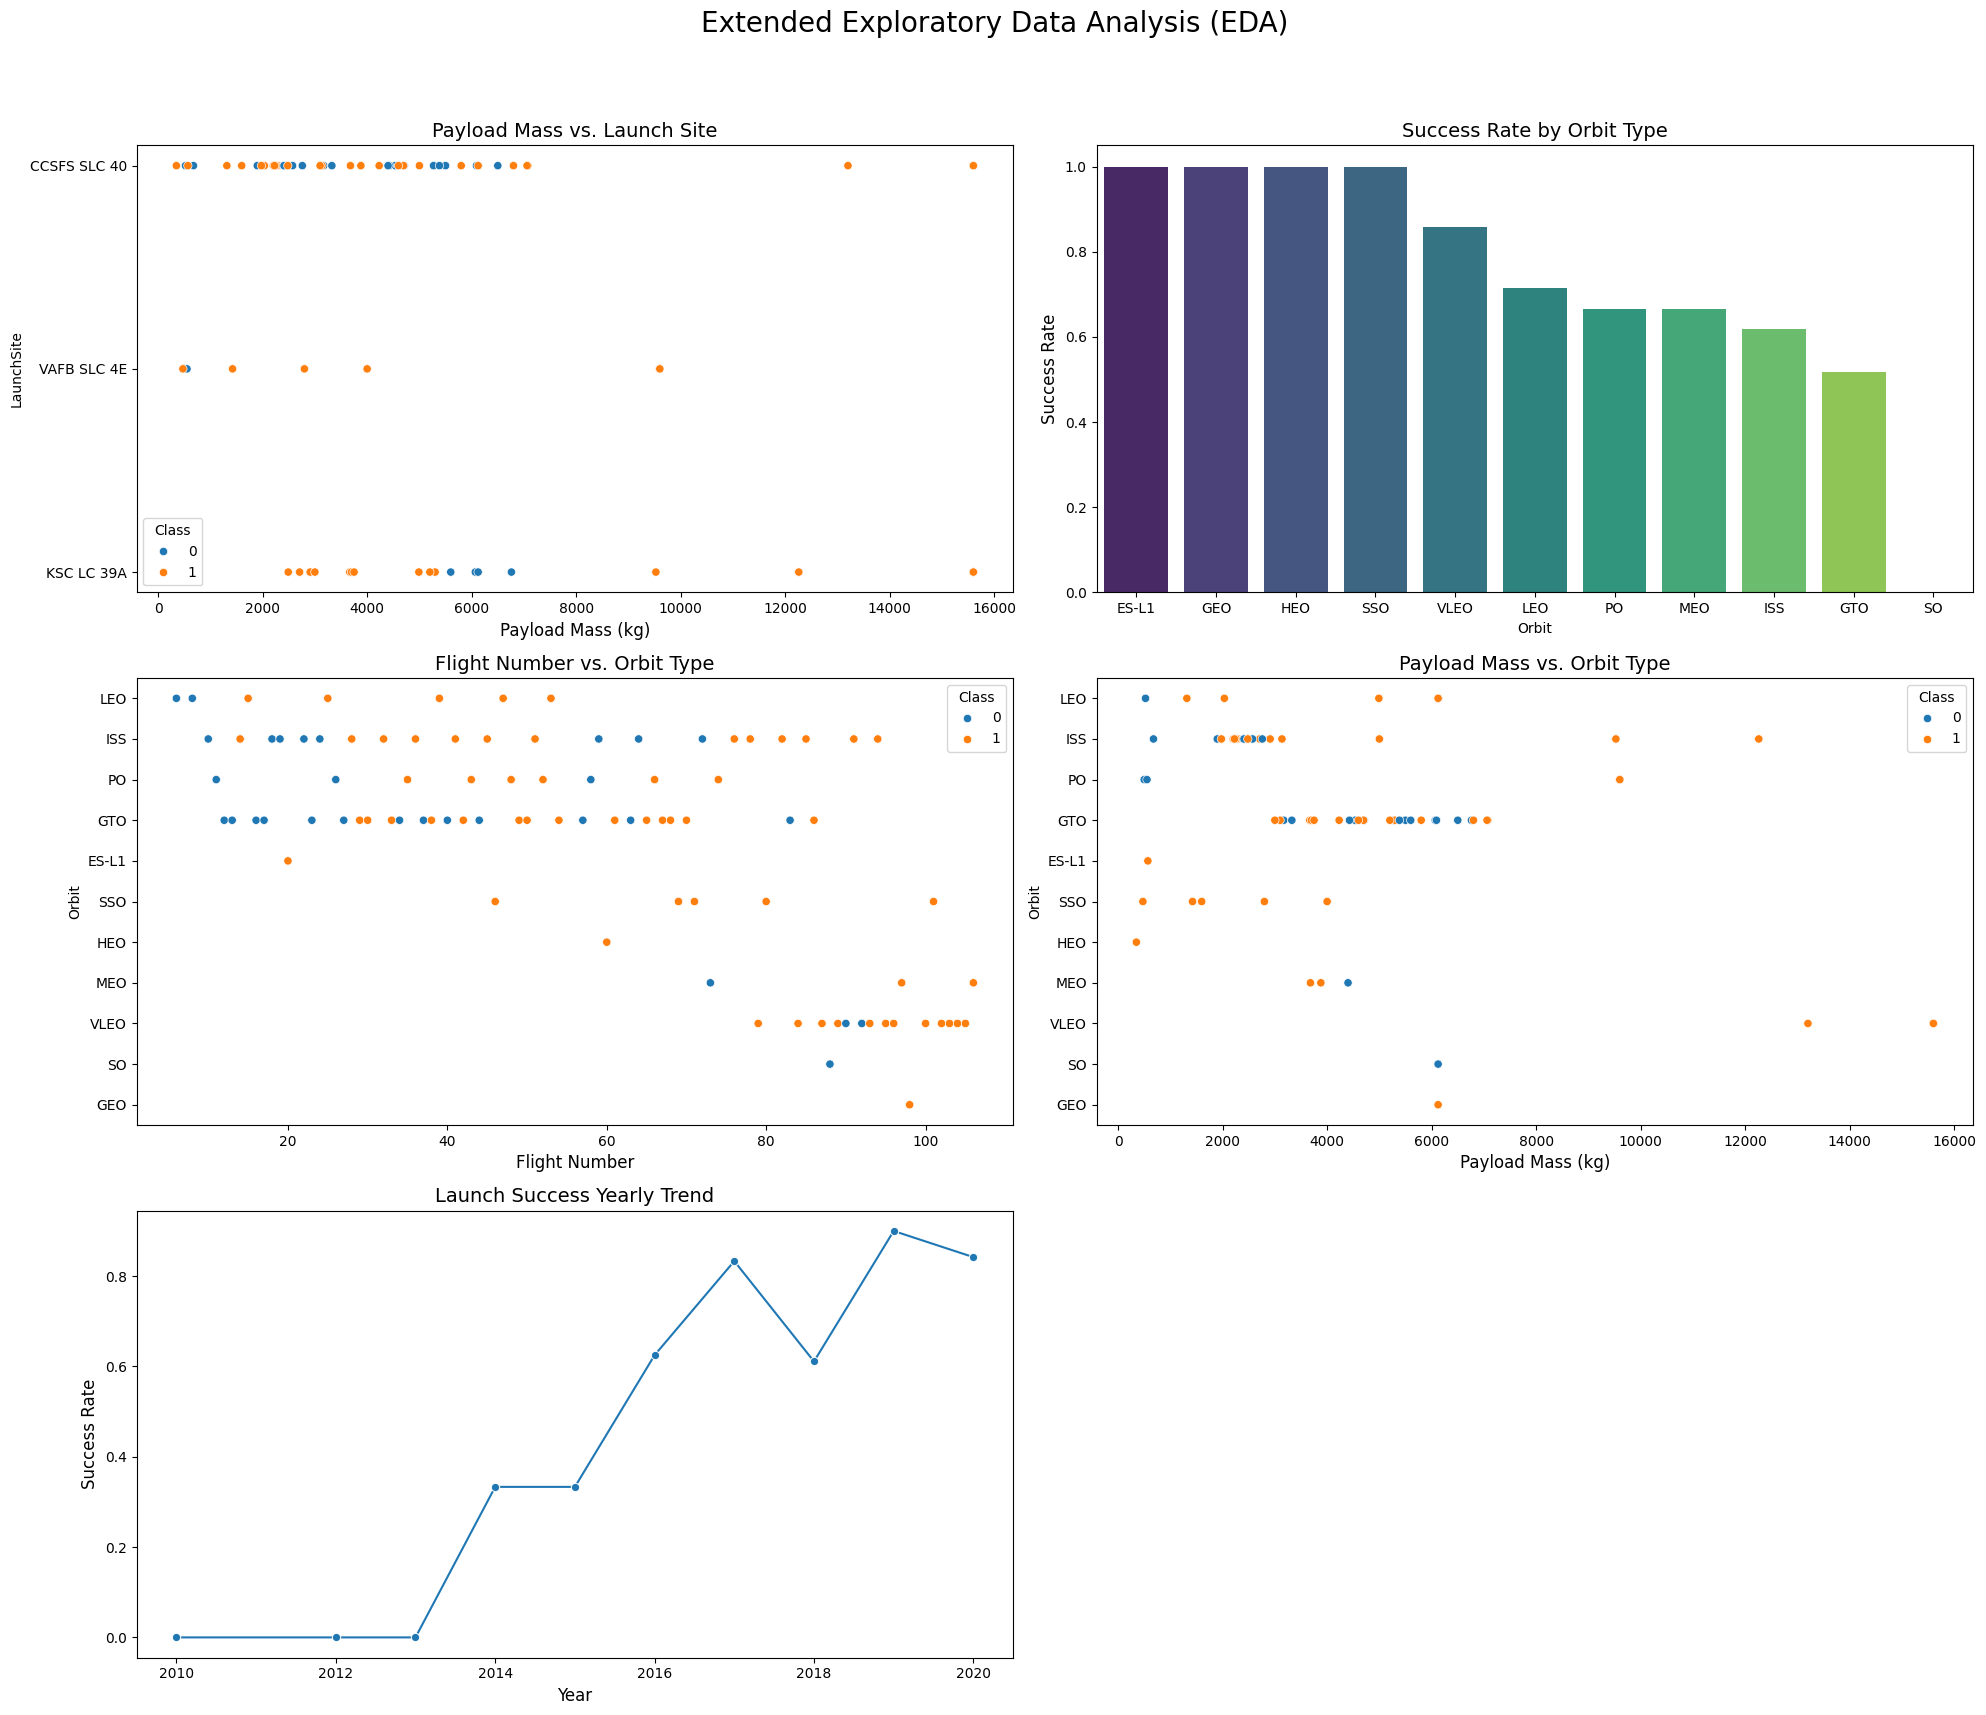 Extended Exploratory Data Analysis (EDA)
Payload Mass vs. Launch Site
LaunchSite
CCSFS SLC 40
VAFB SLC 4E
KSC LC 39A
Class
0
1
0 2000 4000 6000 8000 10000 12000 14000 16000
Payload Mass (kg)
Success Rate by Orbit Type
Success Rate
1.0
0.8
0.6
0.4
0.2
0.0
ES-L1 GEO HEO SSO VLEO LEO PO MEO ISS GTO SO
Orbit
Flight Number vs. Orbit Type
Orbit
LEO
ISS
PO
GTO
ES-L1
SSO
HEO
MEO
VLEO
SO
GEO
Class
0
1
20 40 60 80 100
Flight Number
Payload Mass vs. Orbit Type
Orbit
LEO
ISS
PO
GTO
ES-L1
SSO
HEO
MEO
VLEO
SO
GEO
Class
0
1
0 2000 4000 6000 8000 10000 12000 14000 16000
Payload Mass (kg)
Launch Success Yearly Trend
Success Rate
0.8
0.6
0.4
0.2
0.0
2010 2012 2014 2016 2018 2020
Year